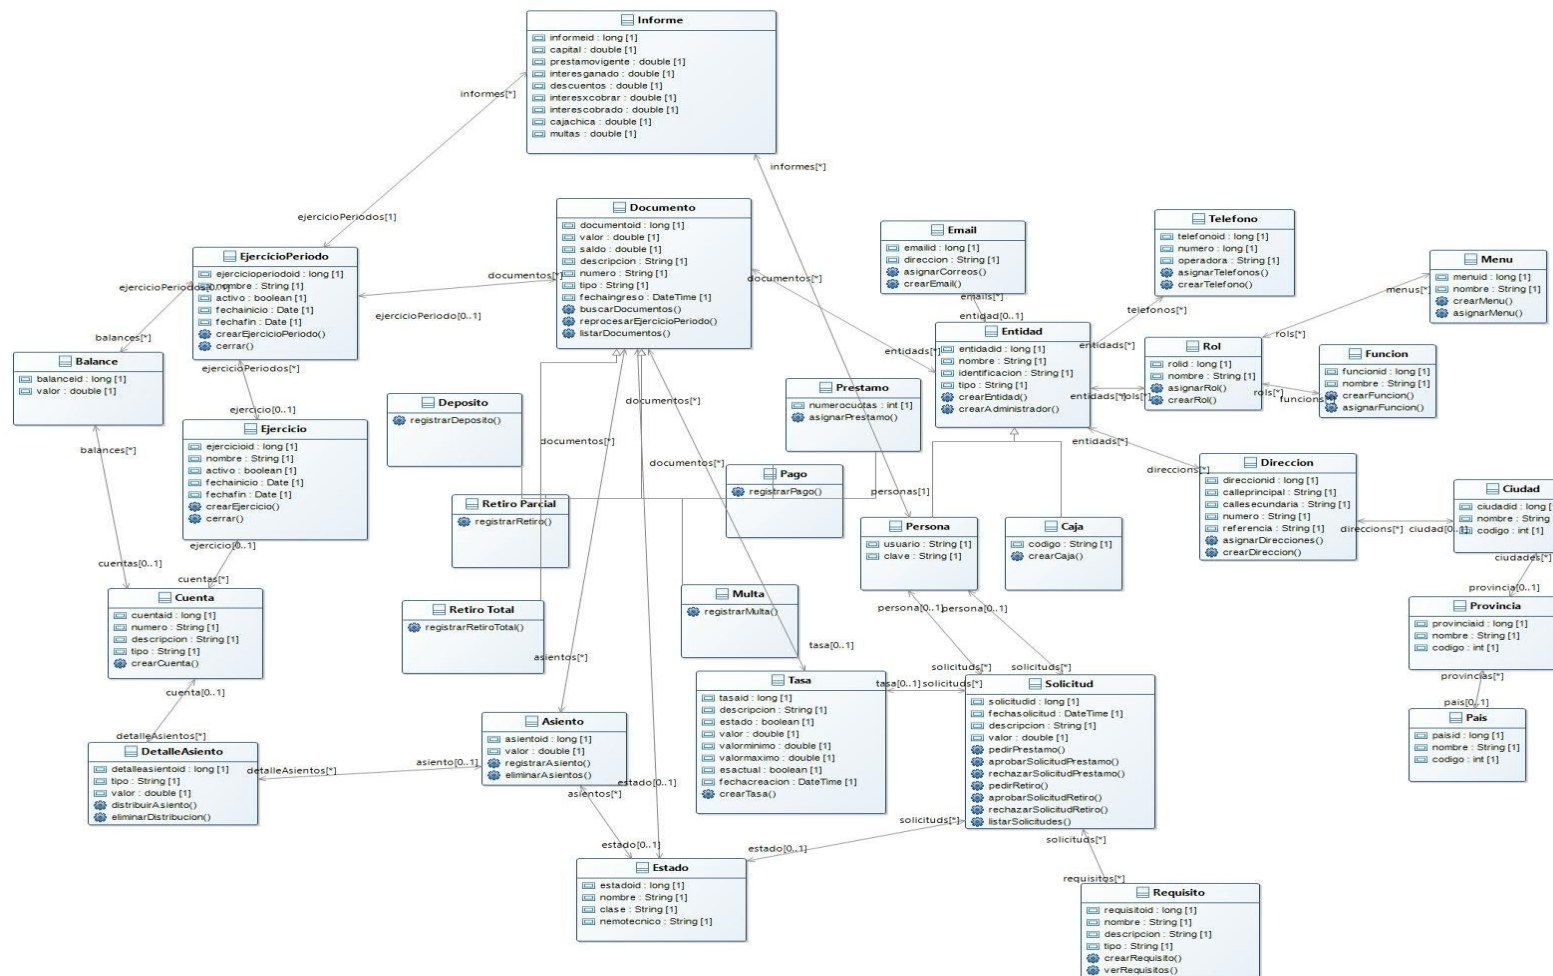 Informe
informeid : long [1]
capital : double [1]
prestamovigente : double [1]
interesganado : double [1]
descuentos : double [1]
interesxcobrar : double [1]
interescobrado : double [1]
cajachica : double [1]
multas : double [1]
informes[*]
informes[*]
ejercicioPeriodos[1]
Documento
documentoid : long [1]
valor : double [1]
saldo : double [1]
descripcion : String [1]
numero : String [1]
tipo : String [1]
fechaingreso : DateTime [1]
buscarDocumentos()
reprocesarEjercicioPeriodo()
listarDocumentos()
Email
emailid : long [1]
direccion : String [1]
asignarCorreos()
crearEmail()
emails[*]
entidad[0..1]
Telefono
telefonoid : long [1]
numero : long [1]
operadora : String [1]
asignarTelefonos()
crearTelefono()
telefonos[*]
entidads[*]
Menu
menuid : long [1]
nombre : String [1]
crearMenu()
asignarMenu()
menus[*]
rols[*]
EjercicioPeriodo
ejercicioperiodoid : long [1]
nombre : String [1]
activo : boolean [1]
fechainicio : Date [1]
fechafin : Date [1]
crearEjercicioPeriodo()
cerrar()
ejercicioPeriodos[0..1]
balances[*]
documentos[*]
ejercicioPeriodo[0..1]
documentos[*]
entidads[*]
Balance
balanceid : long [1]
valor : double [1]
balances[*]
cuentas[0..1]
ejercicioPeriodos[*]
ejercicio[0..1]
Entidad
entidadid : long [1]
nombre : String [1]
identificacion : String [1]
tipo : String [1]
crearEntidad()
crearAdministrador()
entidads[*]
rols[*]
Rol
rolid : long [1]
nombre : String [1]
asignarRol()
crearRol()
rols[*]
funcions[*]
Funcion
funcionid : long [1]
nombre : String [1]
crearFuncion()
asignarFuncion()
Ejercicio
ejercicioid : long [1]
nombre : String [1]
activo : boolean [1]
fechainicio : Date [1]
fechafin : Date [1]
crearEjercicio()
cerrar()
ejercicio[0..1]
cuentas[*]
Deposito
registrarDeposito()
Prestamo
numerocuotas : int [1]
asignarPrestamo()
documentos[*]
documentos[*]
documentos[*]
Pago
registrarPago()
Retiro Parcial
registrarRetiro()
personas[1]
entidads[*]
direccions[*]
Direccion
direccionid : long [1]
calleprincipal : String [1]
callesecundaria : String [1]
numero : String [1]
referencia : String [1]
asignarDirecciones()
crearDireccion()
direccions[*]
ciudad[0..1]
Ciudad
ciudadid : long [1]
nombre : String
codigo : int [1]
ciudades[*]
provincia[0..1]
Persona
usuario : String [1]
clave : String [1]
Caja
codigo : String [1]
crearCaja()
Cuenta
cuentaid : long [1]
numero : String [1]
descripcion : String [1]
tipo : String [1]
crearCuenta()
cuenta[0..1]
detalleAsientos[*]
Retiro Total
registrarRetiroTotal()
Multa
registrarMulta()
persona[0..1]
persona[0..1]
solicituds[*]
solicituds[*]
Provincia
provinciaid : long [1]
nombre : String [1]
codigo : int [1]
provincias[*]
pais[0..1]
asientos[*]
tasa[0..1]
Tasa
tasaid : long [1]
descripcion : String [1]
estado : boolean [1]
valor : double [1]
valorminimo : double [1]
valormaximo : double [1]
esactual : boolean [1]
fechacreacion : DateTime [1]
crearTasa()
tasa[0..1]
solicituds[*]
Solicitud
solicitudid : long [1]
fechasolicitud : DateTime [1]
descripcion : String [1]
valor : double [1]
pedirPrestamo()
aprobarSolicitudPrestamo()
rechazarSolicitudPrestamo()
pedirRetiro()
aprobarSolicitudRetiro()
rechazarSolicitudRetiro()
listarSolicitudes()
Pais
paisid : long [1]
nombre : String [1]
codigo : int [1]
DetalleAsiento
detalleasientoid : long [1]
tipo : String [1]
valor : double [1]
distribuirAsiento()
eliminarDistribucion()
detalleAsientos[*]
asiento[0..1]
Asiento
asientoid : long [1]
valor : double [1]
registrarAsiento()
eliminarAsientos()
asientos[*]
estado[0..1]
estado[0..1]
solicituds[*]
estado[0..1]
Estado
estadoid : long [1]
nombre : String [1]
clase : String [1]
nemotecnico : String [1]
solicituds[*]
requisitos[*]
Requisito
requisitoid : long [1]
nombre : String [1]
descripcion : String [1]
tipo : String [1]
crearRequisito()
verRequisitos()